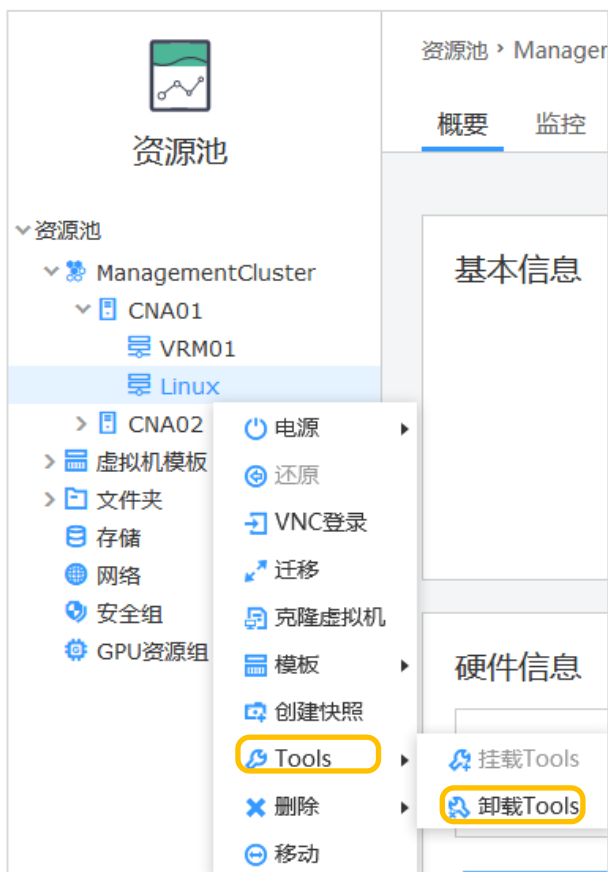 资源池
资源池
ManagementCluster
CNA01
VRM01
Linux
CNA02
虚拟机模板
文件夹
存储
网络
安全组
GPU资源组
资源池 › Manager
概要 监控
基本信息
硬件信息
电源
还原
VNC登录
迁移
克隆虚拟机
模板
创建快照
Tools
删除
移动
挂载Tools
卸载Tools